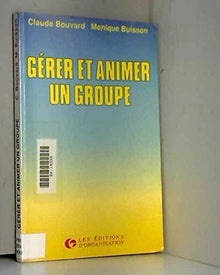 Claude Bouvard Monique Buisson
GÉRER ET ANIMER
UN GROUPE
LES ÉDITIONS
D'ORGANISATION
GÉRER ET ANIMER UN GROUPE